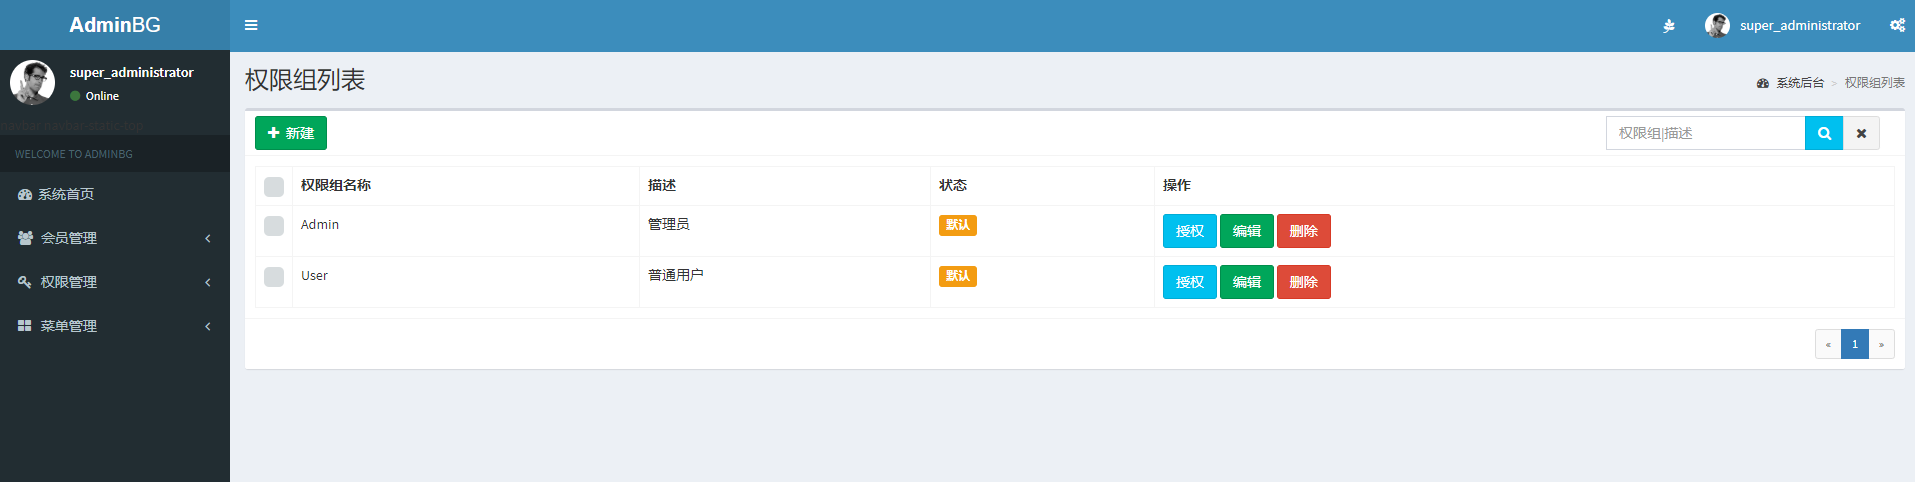 AdminBG
super_administrator
super_administrator
Online
navbar navbar-static-top
WELCOME TO ADMINBG
系统首页
会员管理
权限管理
菜单管理
权限组列表
系统后台 > 权限组列表
新建
权限组|描述
权限组名称 描述 状态 操作
Admin 管理员 默认 授权 编辑 删除
User 普通用户 默认 授权 编辑 删除
« 1 »